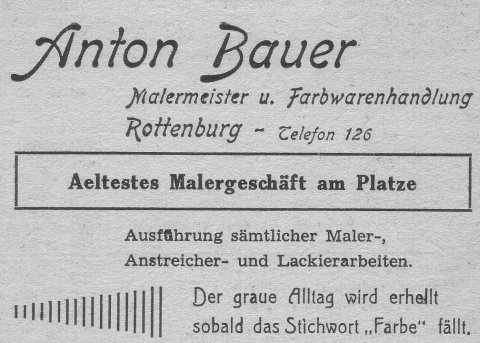 Anton Bauer
Malermeister u. Farbwarenhandlung
Rottenburg - Telefon 126
Aeltestes Malergeschäft am Platze
Ausführung sämtlicher Maler-,
Anstreicher- und Lackierarbeiten.
Der graue Alltag wird erhellt
sobald das Stichwort „Farbe" fällt.